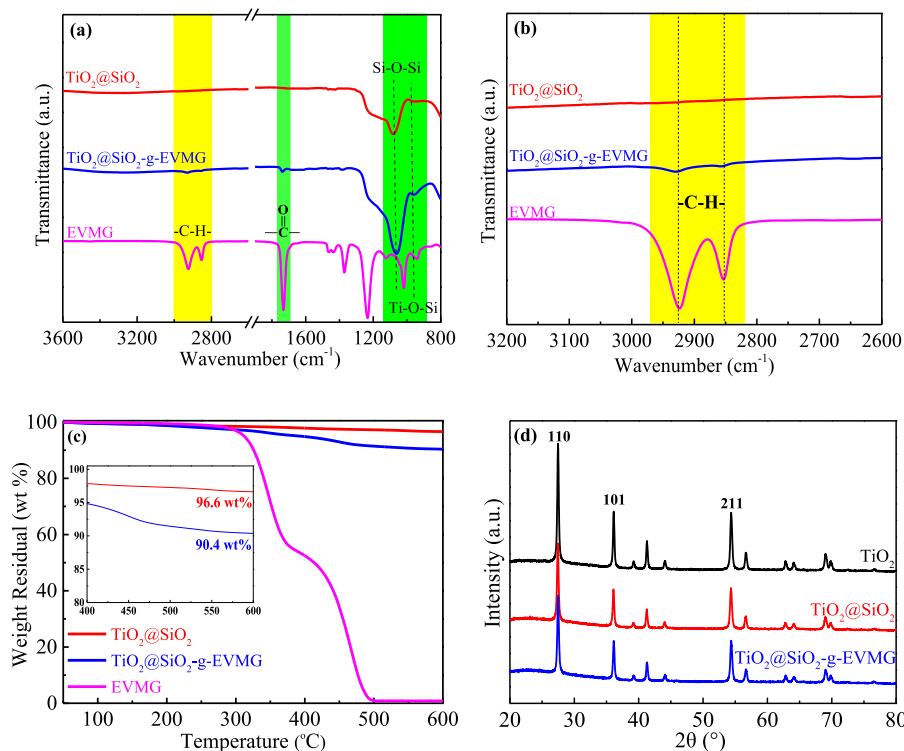 (a)
Si-O-Si
TiO₂@SiO₂
TiO₂@SiO₂-g-EVMG
EVMG
-C-H-
O
C
Ti-O-Si
Transmittance (a.u.)
3600 3200 2800 1600 1200 800
Wavenumber (cm⁻¹)
(b)
TiO₂@SiO₂
TiO₂@SiO₂-g-EVMG
-C-H-
EVMG
Transmittance (a.u.)
3200 3100 3000 2900 2800 2700 2600
Wavenumber (cm⁻¹)
(c)
100
80
60
40
20
0
Weight Residual (wt %)
100
95
90
85
80
96.6 wt%
90.4 wt%
400 450 500 550 600
TiO₂@SiO₂
TiO₂@SiO₂-g-EVMG
EVMG
100 200 300 400 500 600
Temperature (ºC)
(d)
110
101
211
TiO₂
TiO₂@SiO₂
TiO₂@SiO₂-g-EVMG
Intensity (a.u.)
20 30 40 50 60 70 80
2θ (°)